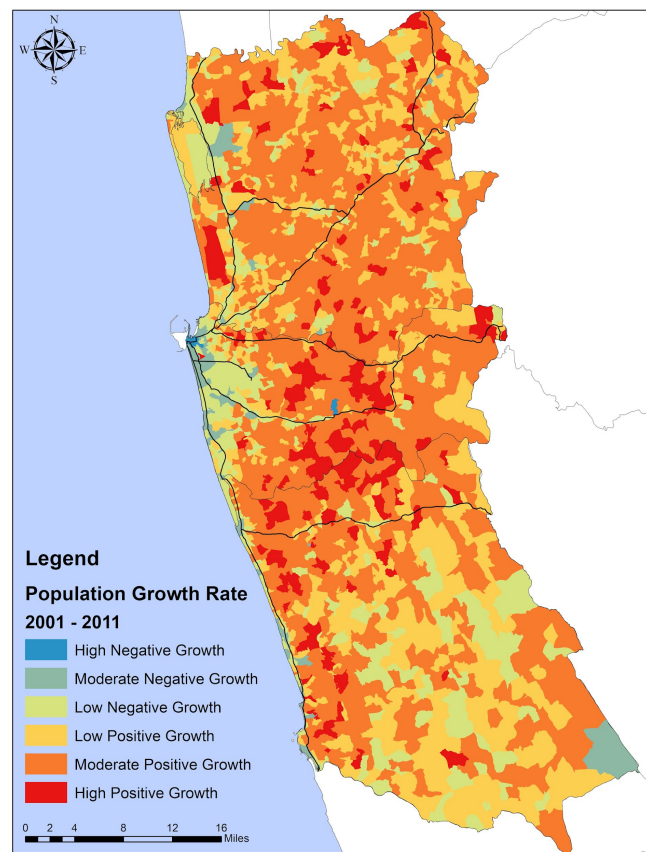 N
W E
S
Legend
Population Growth Rate
2001 - 2011
High Negative Growth
Moderate Negative Growth
Low Negative Growth
Low Positive Growth
Moderate Positive Growth
High Positive Growth
0 2 4 8 12 16
Miles